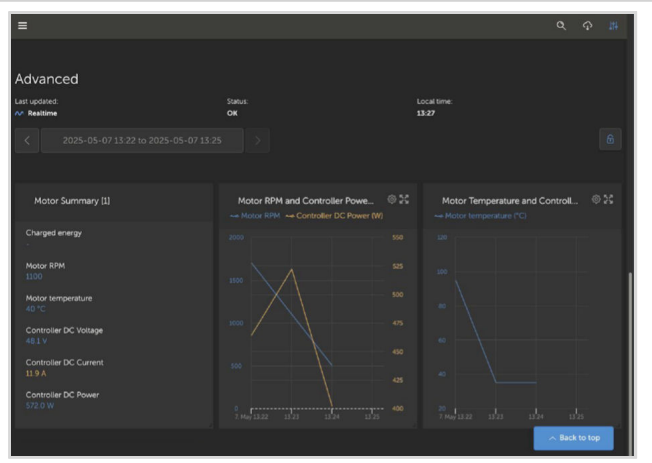 Advanced
Last updated:
Realtime
Status:
OK
Local time:
13:27
2025-05-07 13:22 to 2025-05-07 13:25
Motor Summary [1]
Charged energy
-
Motor RPM
1100
Motor temperature
40 °C
Controller DC Voltage
48.1 V
Controller DC Current
11.9 A
Controller DC Power
572.0 W
Motor RPM and Controller Powe...
Motor RPM Controller DC Power (W)
2000 550
525
1500
500
1000 475
450
500
425
0 400
7. May 13:22 13:23 13:24 13:25
Motor Temperature and Controll...
Motor temperature (°C)
120
100
80
60
40
20
7. May 13:22 13:23 13:24 13:25
Back to top